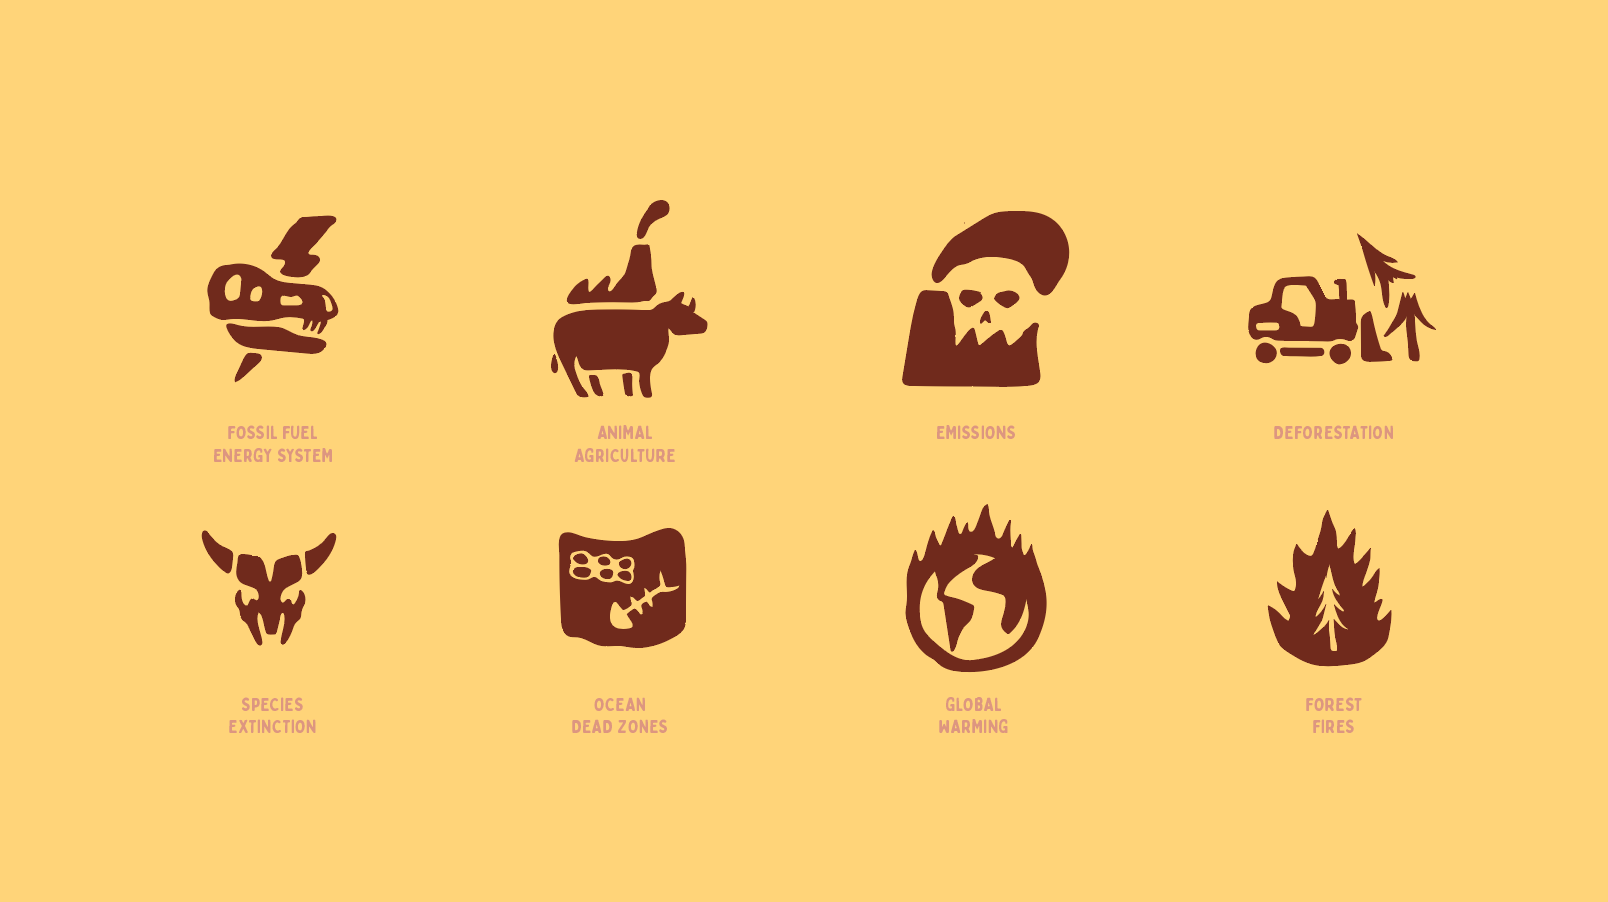 FOSSIL FUEL
ENERGY SYSTEM
ANIMAL
AGRICULTURE
EMISSIONS
DEFORESTATION
SPECIES
EXTINCTION
OCEAN
DEAD ZONES
GLOBAL
WARMING
FOREST
FIRES